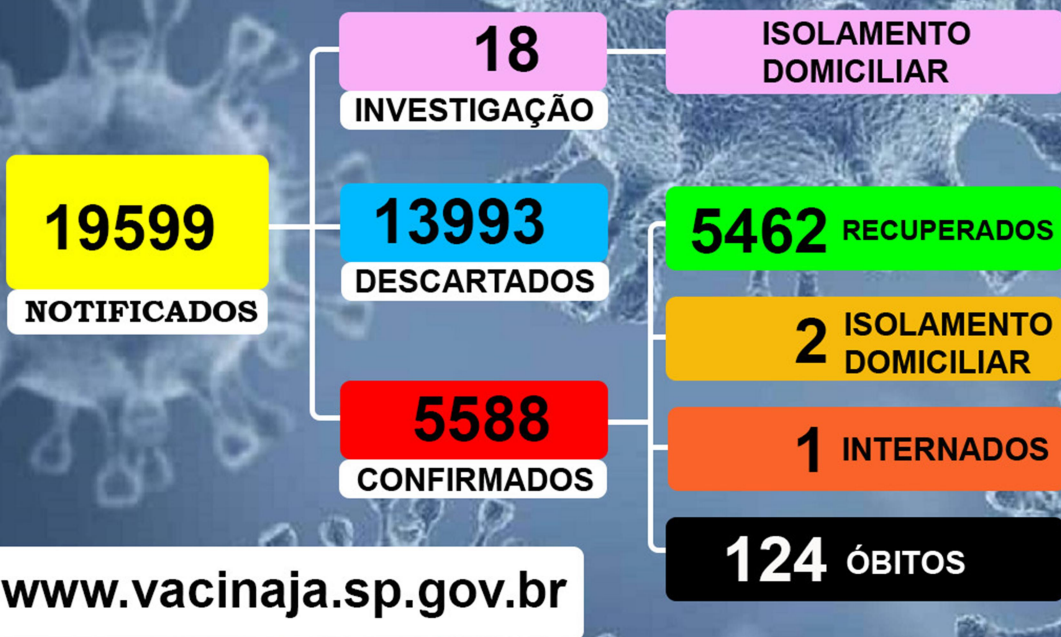 18
INVESTIGAÇÃO
ISOLAMENTO
DOMICILIAR
19599
NOTIFICADOS
13993
DESCARTADOS
5588
CONFIRMADOS
5462 RECUPERADOS
2 ISOLAMENTO
DOMICILIAR
1 INTERNADOS
124 ÓBITOS
www.vacinaja.sp.gov.br